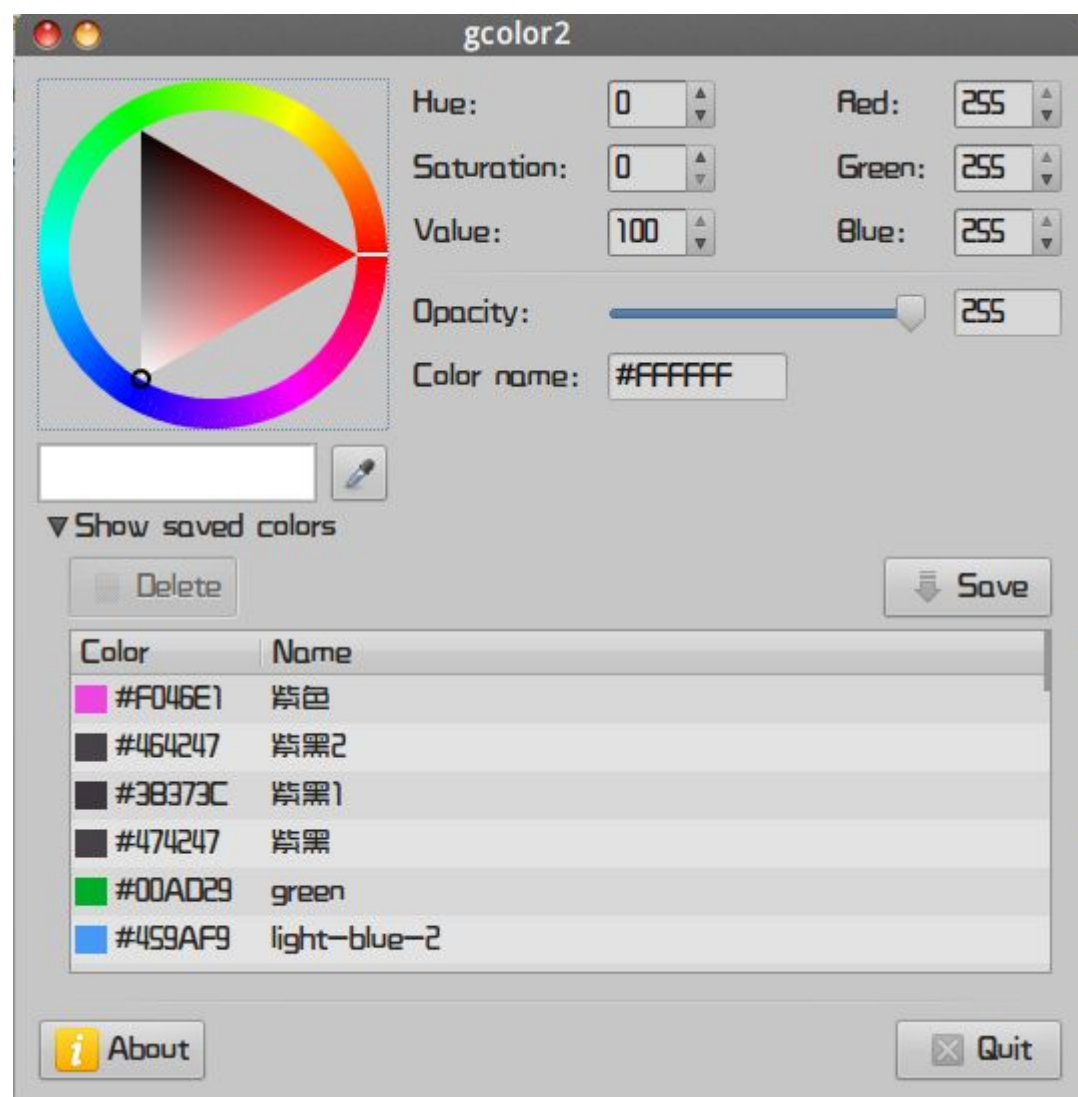 gcolor2
Hue: 0 Red: 255
Saturation: 0 Green: 255
Value: 100 Blue: 255
Opacity: 255
Color name: #FFFFFF
Show saved colors
Delete Save
Color Name
#F046E1 紫色
#464247 紫黑2
#38373C 紫黑1
#474247 紫黑
#00AD29 green
#459AF9 light-blue-2
About Quit